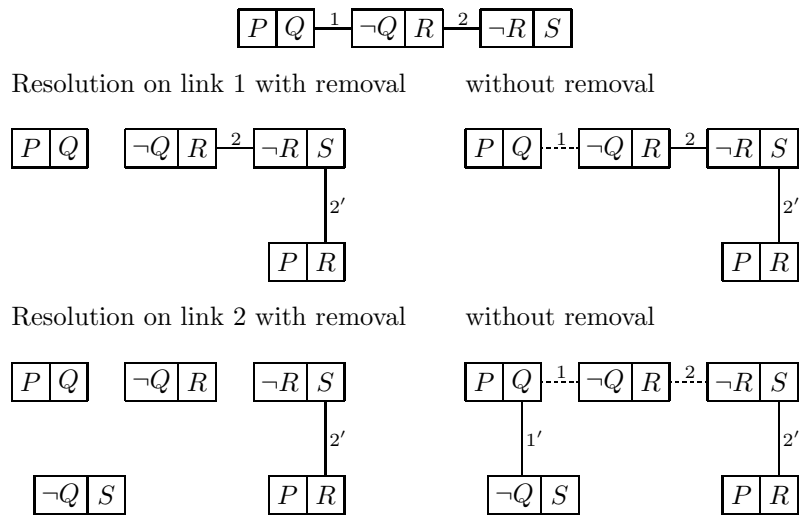 P Q 1 ¬Q R 2 ¬R S
Resolution on link 1 with removal without removal
P Q ¬Q R 2 ¬R S P Q 1 ¬Q R 2 ¬R S
2′ 2′
P R P R
Resolution on link 2 with removal without removal
P Q ¬Q R ¬R S P Q 1 ¬Q R 2 ¬R S
2′ 1′ 2′
¬Q S P R ¬Q S P R